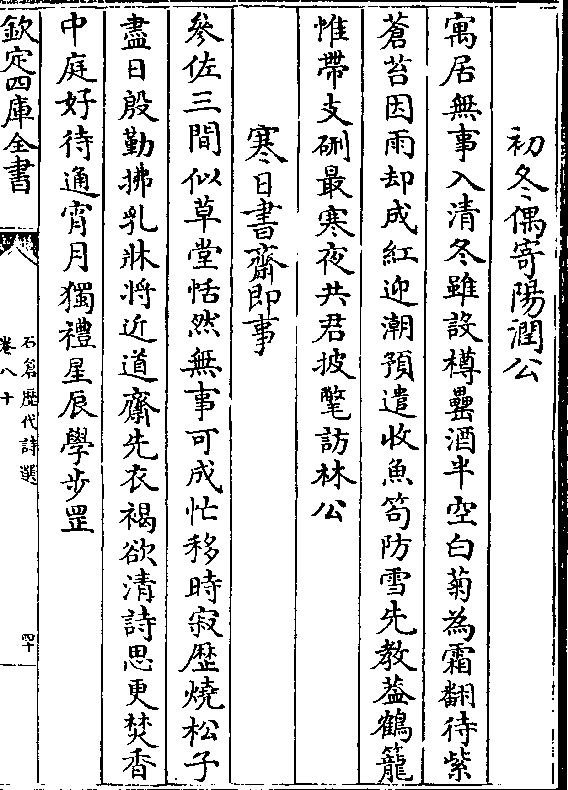 初冬偶寄陽潤公
寓居無事入清冬雖設樽罍酒半空白菊為霜翻待紫
蒼苔因雨却成紅迎潮預遣收魚笱防雪先教葢鶴籠
惟帶支硎最寒夜共君披氅訪林公
寒日書齋即事
參佐三間似草堂恬然無事可成忙移時寂歴燒松子
盡日殷勤拂乳牀將近道齋先衣褐欲清詩思更焚香
中庭好待通宵月獨禮星辰學步罡
欽定四庫全書
石倉歷代詩選
卷八十
四十